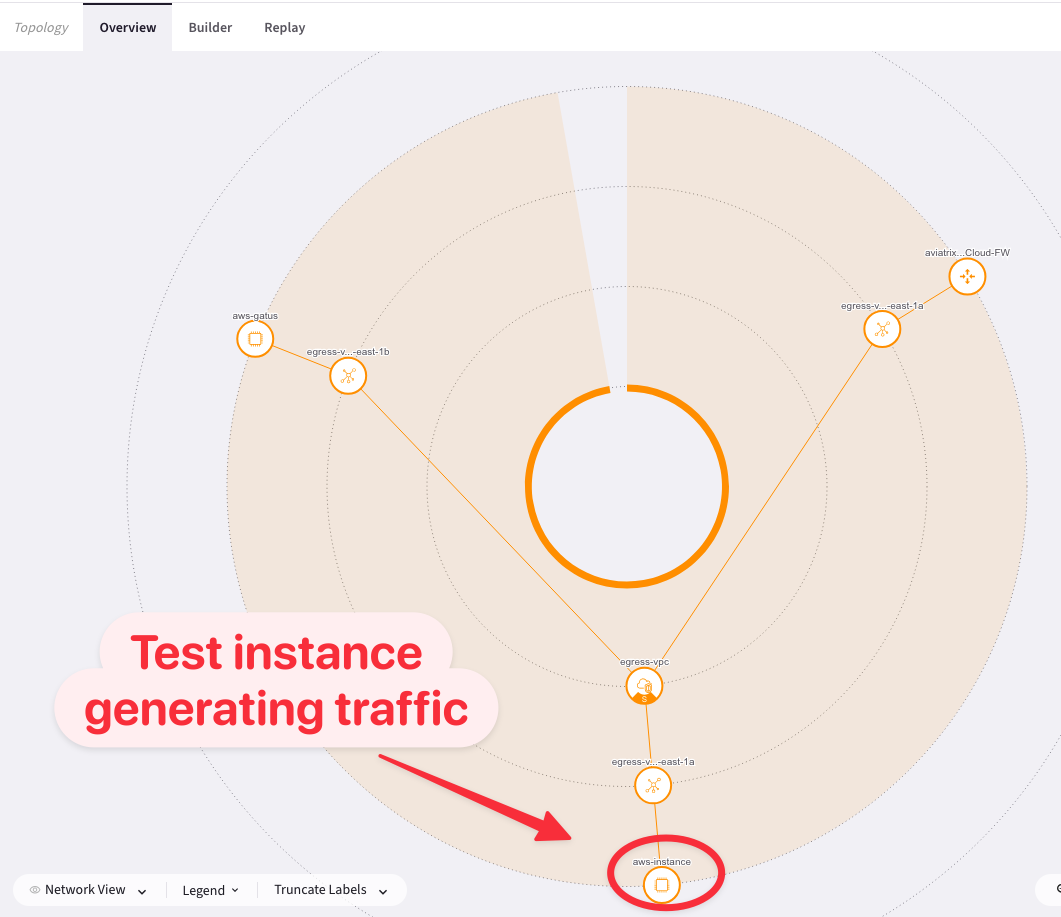 Topology Overview Builder Replay
aviatrix...Cloud-FW
egress-v...-east-1a
aws-gatus
egress-v...-east-1b
Test instance
generating traffic
egress-vpc
egress-v...-east-1a
aws-instance
Network View Legend Truncate Labels